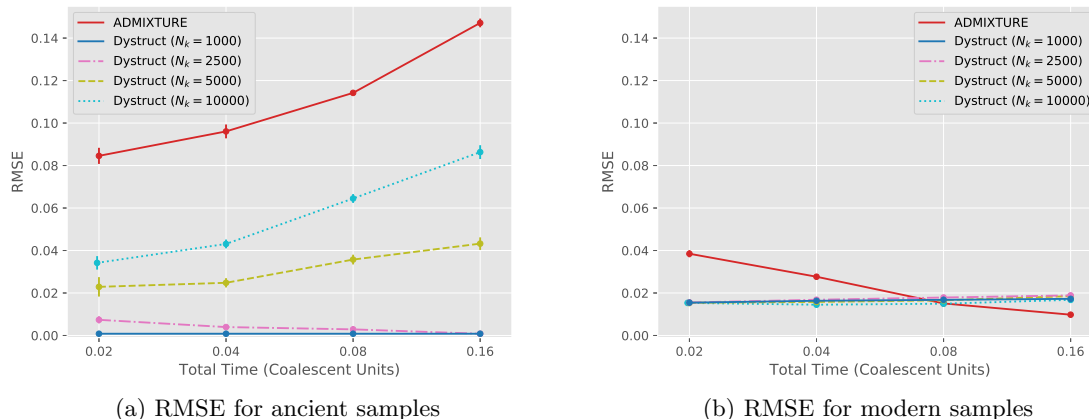 ADMIXTURE
Dystruct (N_k = 1000)
Dystruct (N_k = 2500)
Dystruct (N_k = 5000)
Dystruct (N_k = 10000)
0.14
0.12
0.10
0.08
0.06
0.04
0.02
0.00
RMSE
0.02 0.04 0.08 0.16
Total Time (Coalescent Units)
(a) RMSE for ancient samples
ADMIXTURE
Dystruct (N_k = 1000)
Dystruct (N_k = 2500)
Dystruct (N_k = 5000)
Dystruct (N_k = 10000)
0.14
0.12
0.10
0.08
0.06
0.04
0.02
0.00
RMSE
0.02 0.04 0.08 0.16
Total Time (Coalescent Units)
(b) RMSE for modern samples